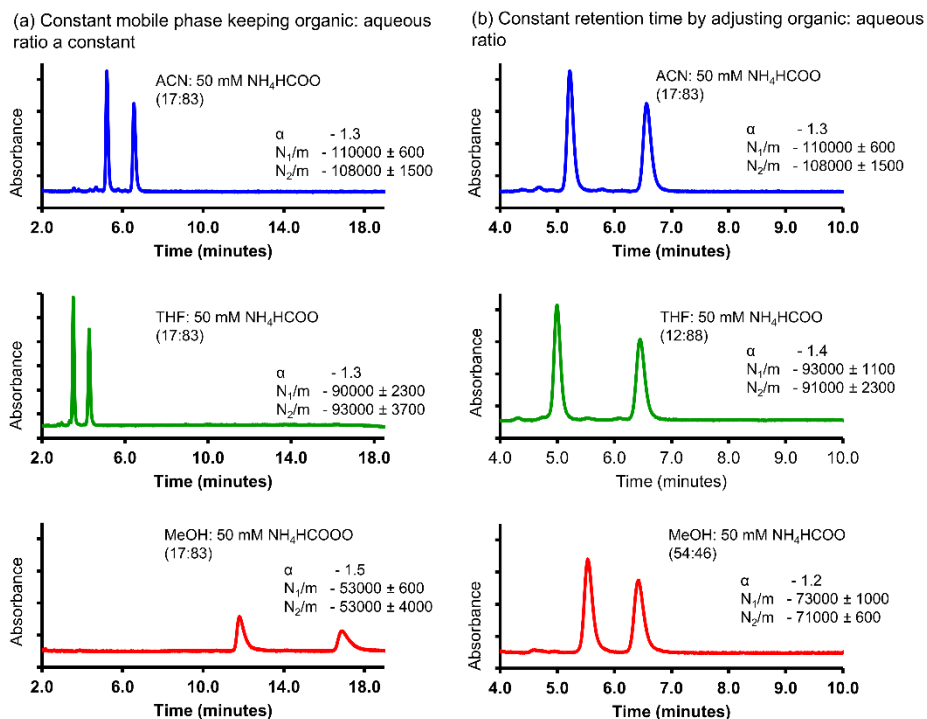 (a) Constant mobile phase keeping organic: aqueous
ratio a constant
Absorbance
ACN: 50 mM NH₄HCOO
(17:83)
α - 1.3
N₁/m - 110000 ± 600
N₂/m - 108000 ± 1500
2.0 6.0 10.0 14.0 18.0
Time (minutes)
Absorbance
THF: 50 mM NH₄HCOO
(17:83)
α - 1.3
N₁/m - 90000 ± 2300
N₂/m - 93000 ± 3700
2.0 6.0 10.0 14.0 18.0
Time (minutes)
Absorbance
MeOH: 50 mM NH₄HCOOO
(17:83)
α - 1.5
N₁/m - 53000 ± 600
N₂/m - 53000 ± 4000
2.0 6.0 10.0 14.0 18.0
Time (minutes)
(b) Constant retention time by adjusting organic: aqueous
ratio
Absorbance
ACN: 50 mM NH₄HCOO
(17:83)
α - 1.3
N₁/m - 110000 ± 600
N₂/m - 108000 ± 1500
4.0 5.0 6.0 7.0 8.0 9.0 10.0
Time (minutes)
Absorbance
THF: 50 mM NH₄HCOO
(12:88)
α - 1.4
N₁/m - 93000 ± 1100
N₂/m - 91000 ± 2300
4.0 5.0 6.0 7.0 8.0 9.0 10.0
Time (minutes)
Absorbance
MeOH: 50 mM NH₄HCOO
(54:46)
α - 1.2
N₁/m - 73000 ± 1000
N₂/m - 71000 ± 600
4.0 5.0 6.0 7.0 8.0 9.0 10.0
Time (minutes)